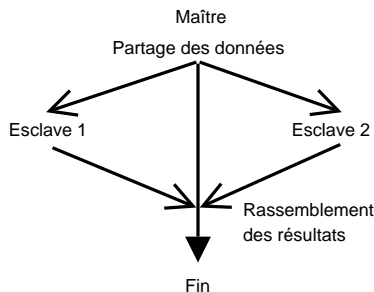 Maître
Partage des données
Esclave 1
Esclave 2
Rassemblement
des résultats
Fin